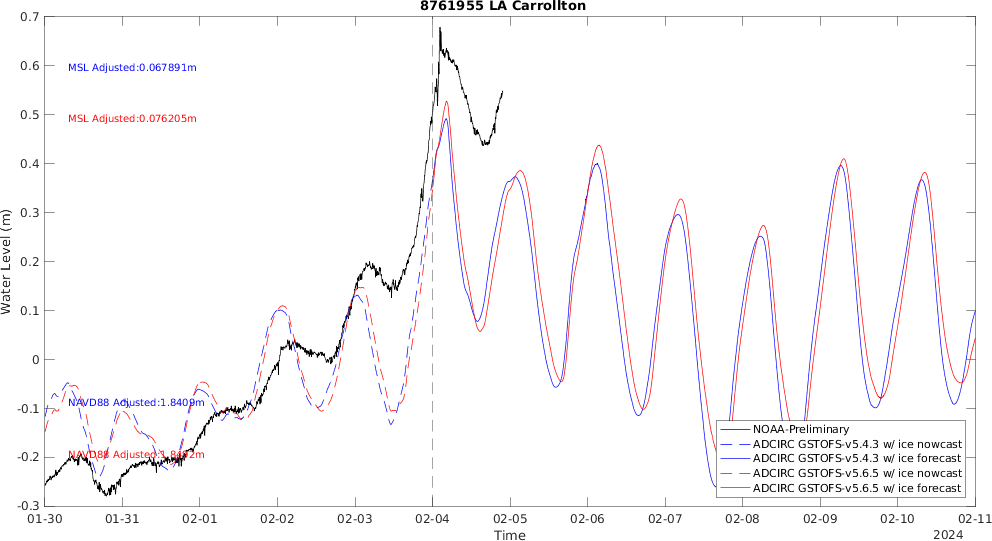 8761955 LA Carrollton
0.7
0.6
0.5
0.4
0.3
0.2
0.1
0
-0.1
-0.2
-0.3
Water Level (m)
MSL Adjusted:0.067891m
MSL Adjusted:0.076205m
NAVD88 Adjusted:1.8409m
NAVD88
NOAA-Preliminary
ADCIRC GSTOFS-v5.4.3 w/ ice nowcast
ADCIRC GSTOFS-v5.4.3 w/ ice forecast
ADCIRC GSTOFS-v5.6.5 w/ ice nowcast
ADCIRC GSTOFS-v5.6.5 w/ ice forecast
01-30 01-31 02-01 02-02 02-03 02-04 02-05 02-06 02-07 02-08 02-09 02-10 02-11
Time
2024